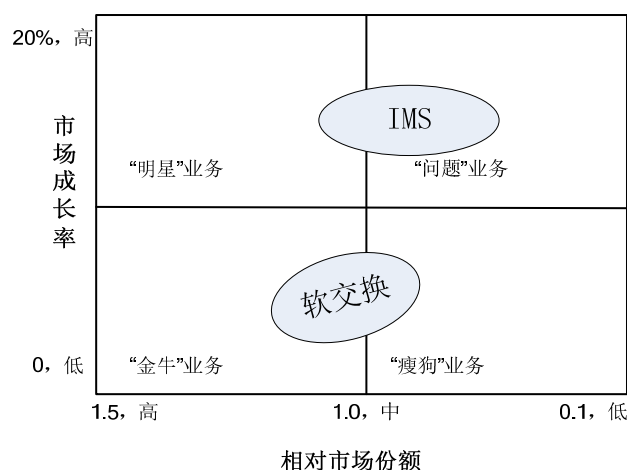 20%，高
市场成长率
IMS
“明星”业务
“问题”业务
软交换
0，低
“金牛”业务
“瘦狗”业务
1.5，高
1.0，中
0.1，低
相对市场份额